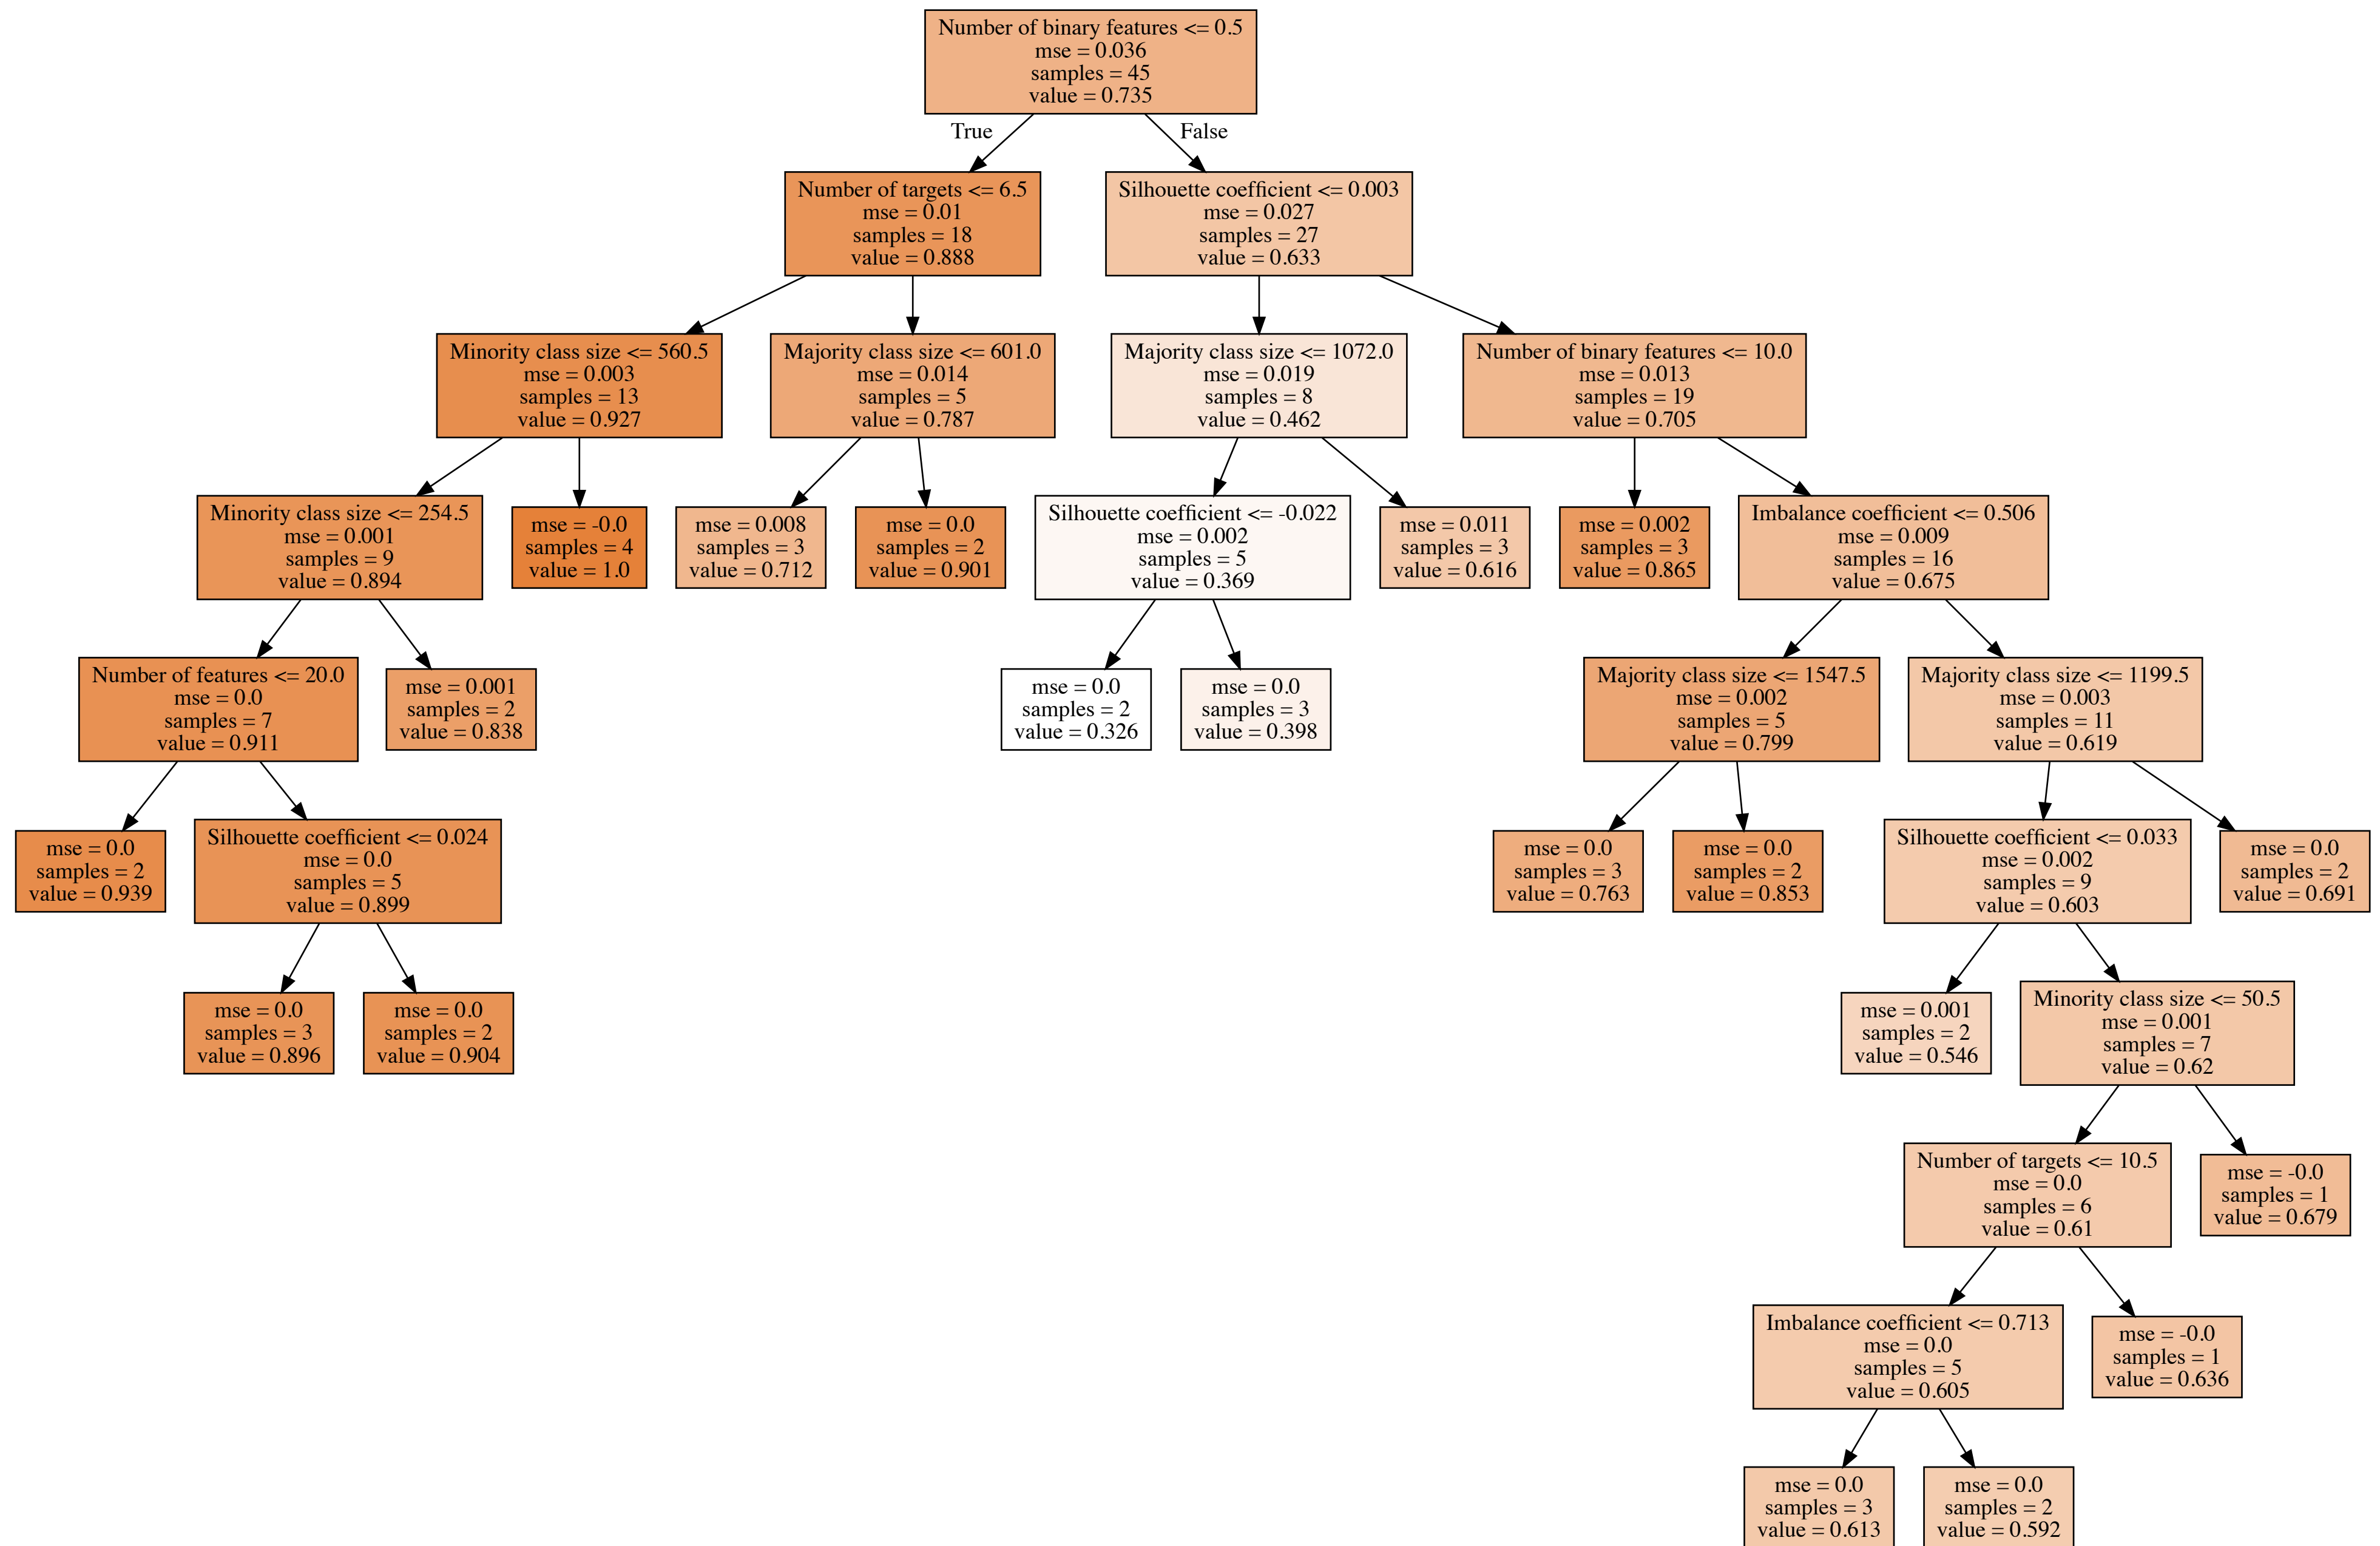 Number of binary features <= 0.5
mse = 0.036
samples = 45
value = 0.735
True
False
Number of targets <= 6.5
mse = 0.01
samples = 18
value = 0.888
Silhouette coefficient <= 0.003
mse = 0.027
samples = 27
value = 0.633
Minority class size <= 560.5
mse = 0.003
samples = 13
value = 0.927
Majority class size <= 601.0
mse = 0.014
samples = 5
value = 0.787
Majority class size <= 1072.0
mse = 0.019
samples = 8
value = 0.462
Number of binary features <= 10.0
mse = 0.013
samples = 19
value = 0.705
Minority class size <= 254.5
mse = 0.001
samples = 9
value = 0.894
mse = -0.0
samples = 4
value = 1.0
mse = 0.008
samples = 3
value = 0.712
mse = 0.0
samples = 2
value = 0.901
Silhouette coefficient <= -0.022
mse = 0.002
samples = 5
value = 0.369
mse = 0.011
samples = 3
value = 0.616
mse = 0.002
samples = 3
value = 0.865
Imbalance coefficient <= 0.506
mse = 0.009
samples = 16
value = 0.675
Number of features <= 20.0
mse = 0.0
samples = 7
value = 0.911
mse = 0.001
samples = 2
value = 0.838
mse = 0.0
samples = 2
value = 0.326
mse = 0.0
samples = 3
value = 0.398
Majority class size <= 1547.5
mse = 0.002
samples = 5
value = 0.799
Majority class size <= 1199.5
mse = 0.003
samples = 11
value = 0.619
mse = 0.0
samples = 2
value = 0.939
Silhouette coefficient <= 0.024
mse = 0.0
samples = 5
value = 0.899
mse = 0.0
samples = 3
value = 0.763
mse = 0.0
samples = 2
value = 0.853
Silhouette coefficient <= 0.033
mse = 0.002
samples = 9
value = 0.603
mse = 0.0
samples = 2
value = 0.691
mse = 0.0
samples = 3
value = 0.896
mse = 0.0
samples = 2
value = 0.904
mse = 0.001
samples = 2
value = 0.546
Minority class size <= 50.5
mse = 0.001
samples = 7
value = 0.62
Number of targets <= 10.5
mse = 0.0
samples = 6
value = 0.61
mse = -0.0
samples = 1
value = 0.679
Imbalance coefficient <= 0.713
mse = 0.0
samples = 5
value = 0.605
mse = -0.0
samples = 1
value = 0.636
mse = 0.0
samples = 3
value = 0.613
mse = 0.0
samples = 2
value = 0.592